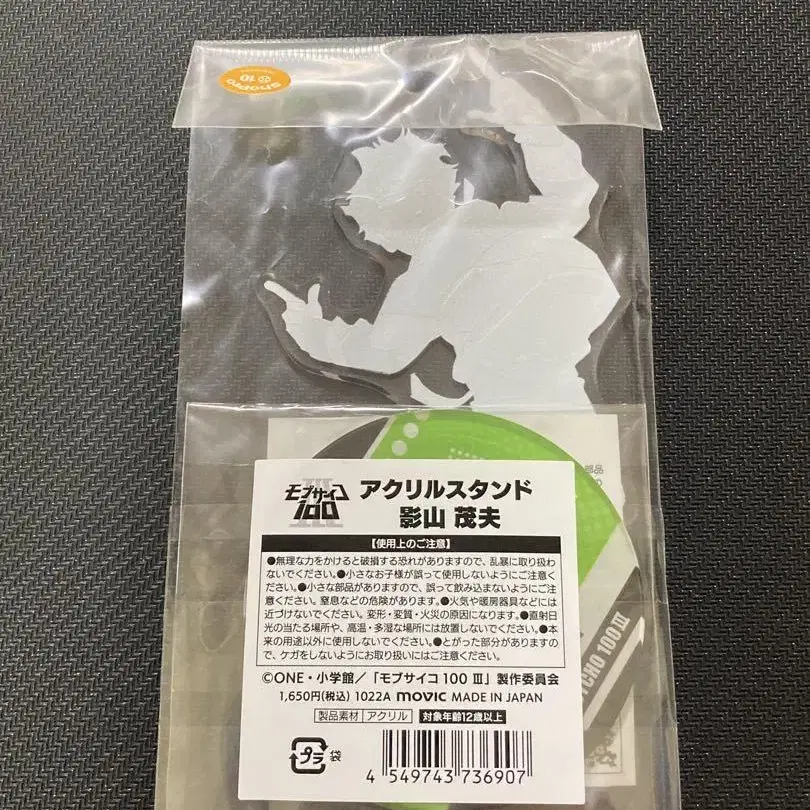 ShoPro
10
部品
モブサイコ100 III
アクリルスタンド
影山 茂夫
【使用上のご注意】
●無理な力をかけると破損する恐れがありますので、乱暴に取り扱わ
ないでください。●小さなお子様が誤って使用しないようにご注意く
ださい。●小さな部品がありますので、誤って飲み込まないようにご注
意ください。窒息などの危険があります。●火気や暖房器具などには
近づけないでください。変形・変質・火災の原因になります。●直射日
光の当たる場所や、高温・多湿な場所には放置しないでください。●本
来の用途以外に使用しないでください。●とがった部分があります
ので、ケガをしないようにお取り扱いにはご注意ください。
©ONE・小学館/「モブサイコ 100 Ⅲ」製作委員会
1,650円(税込) 1022A movic MADE IN JAPAN
製品素材 アクリル 対象年齢12歳以上
プラ 袋
4 549743 736907
YCHO 100 Ⅲ